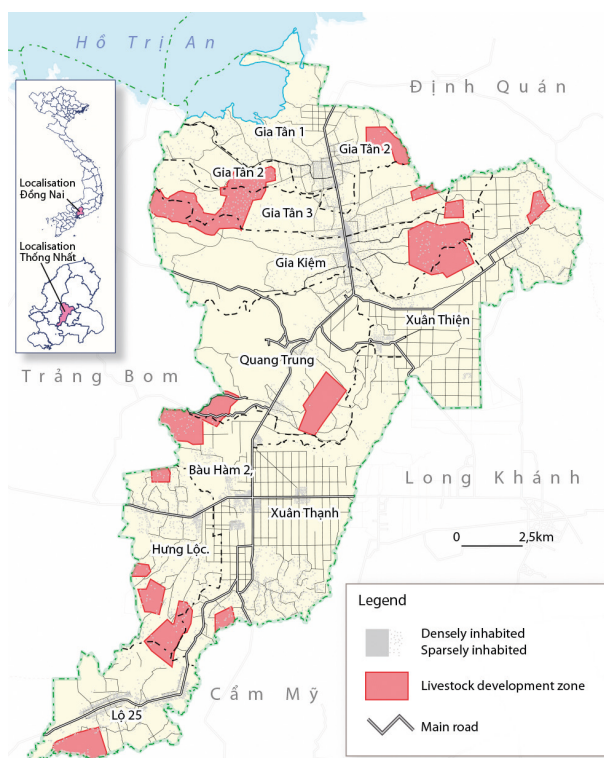 Hồ Trị An
Định Quán
Gia Tân 1
Gia Tân 2
Gia Tân 2
Localisation
Đồng Nai
Gia Tân 3
Localisation
Thống Nhất
Gia Kiệm
Xuân Thiện
Quang Trung
Trảng Bom
Bàu Hàm 2
Long Khánh
Xuân Thạnh
Hưng Lộc.
0 2,5km
Legend
Densely inhabited
Sparsely inhabited
Livestock development zone
Cẩm Mỹ
Lộ 25
Main road